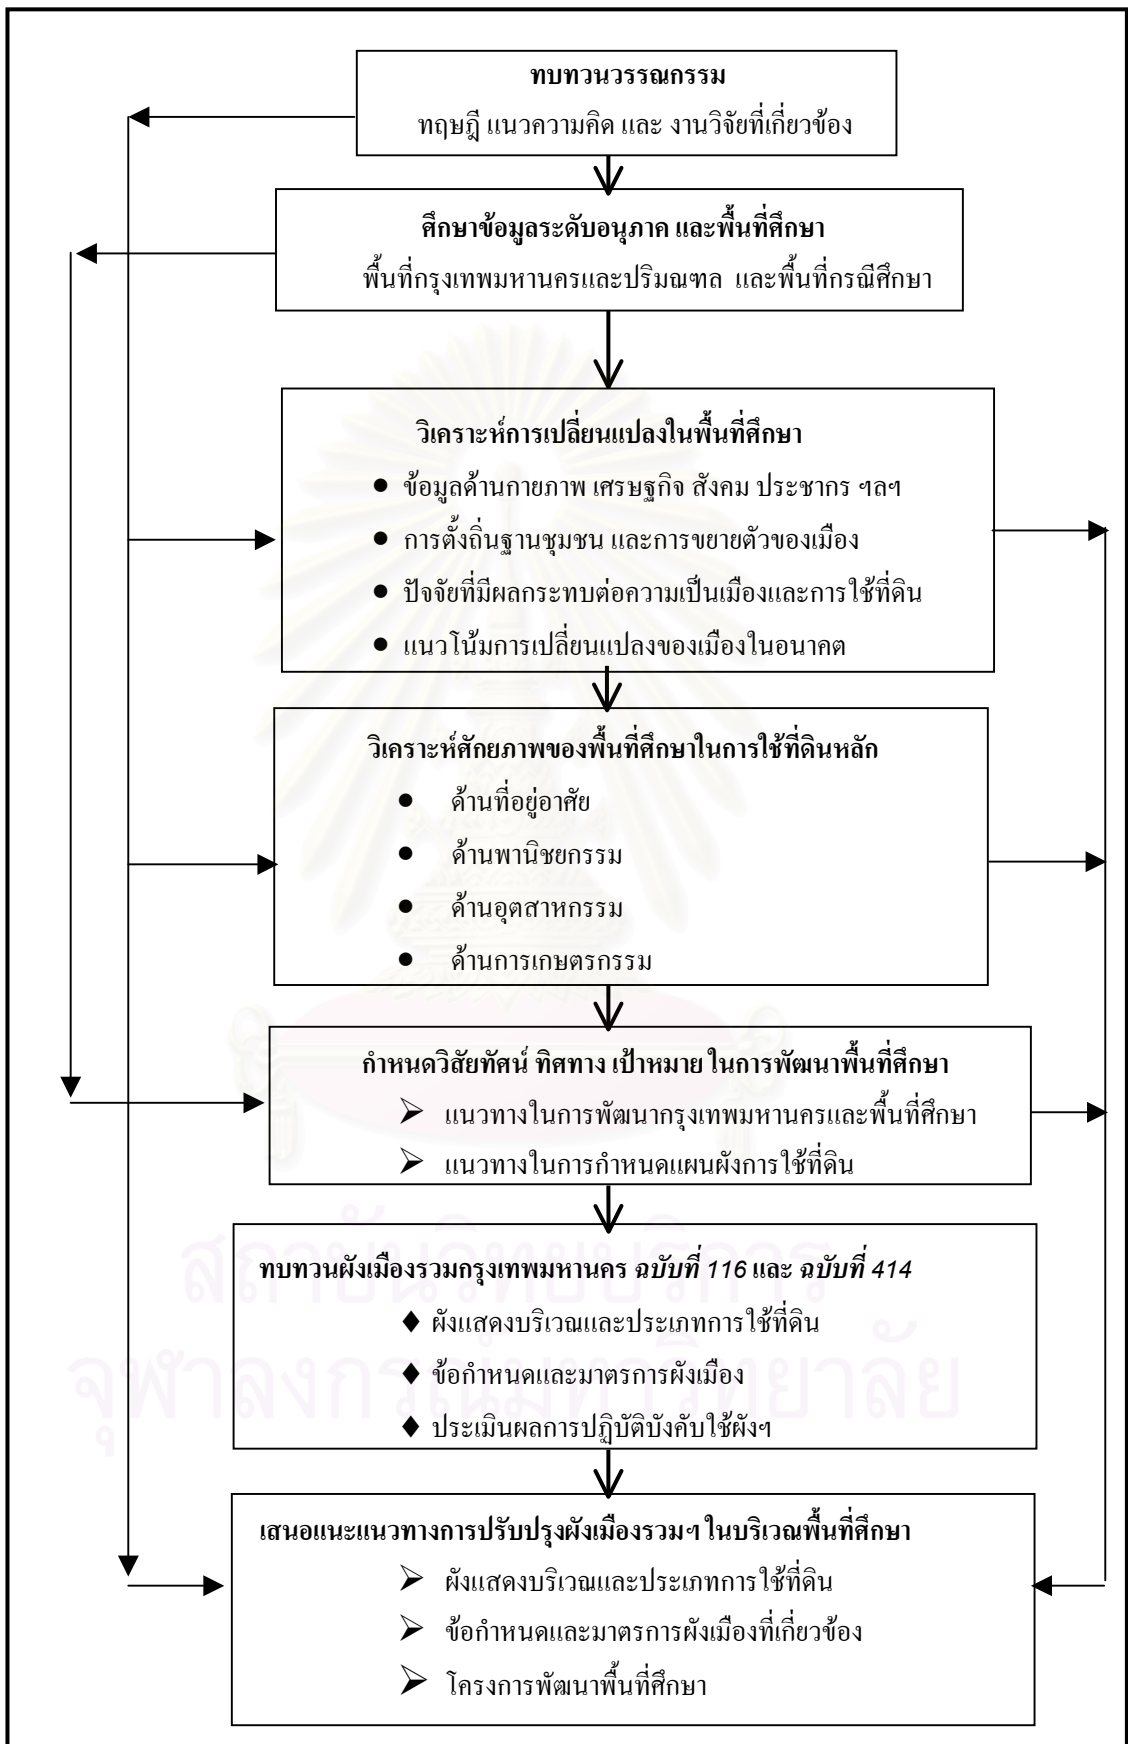 ทบทวนวรรณกรรม
ทฤษฎี แนวความคิด และ งานวิจัยที่เกี่ยวข้อง
ศึกษาข้อมูลระดับอนุภาค และพื้นที่ศึกษา
พื้นที่กรุงเทพมหานครและปริมณฑล และพื้นที่กรณีศึกษา
วิเคราะห์การเปลี่ยนแปลงในพื้นที่ศึกษา
● ข้อมูลด้านกายภาพ เศรษฐกิจ สังคม ประชากร ฯลฯ
● การตั้งถิ่นฐานชุมชน และการขยายตัวของเมือง
● ปัจจัยที่มีผลกระทบต่อความเป็นเมืองและการใช้ที่ดิน
● แนวโน้มการเปลี่ยนแปลงของเมืองในอนาคต
วิเคราะห์ศักยภาพของพื้นที่ศึกษาในการใช้ที่ดินหลัก
● ด้านที่อยู่อาศัย
● ด้านพานิชยกรรม
● ด้านอุตสาหกรรม
● ด้านการเกษตรกรรม
กำหนดวิสัยทัศน์ ทิศทาง เป้าหมาย ในการพัฒนาพื้นที่ศึกษา
➢ แนวทางในการพัฒนากรุงเทพมหานครและพื้นที่ศึกษา
➢ แนวทางในการกำหนดแผนผังการใช้ที่ดิน
ทบทวนผังเมืองรวมกรุงเทพมหานคร ฉบับที่ 116 และ ฉบับที่ 414
♦ ผังแสดงบริเวณและประเภทการใช้ที่ดิน
♦ ข้อกำหนดและมาตรการผังเมือง
♦ ประเมินผลการปฏิบัติบังคับใช้ผังฯ
สถาบันวิทยบริการ
จุฬาลงกรณ์มหาวิทยาลัย
เสนอแนะแนวทางการปรับปรุงผังเมืองรวมฯ ในบริเวณพื้นที่ศึกษา
➢ ผังแสดงบริเวณและประเภทการใช้ที่ดิน
➢ ข้อกำหนดและมาตรการผังเมืองที่เกี่ยวข้อง
➢ โครงการพัฒนาพื้นที่ศึกษา